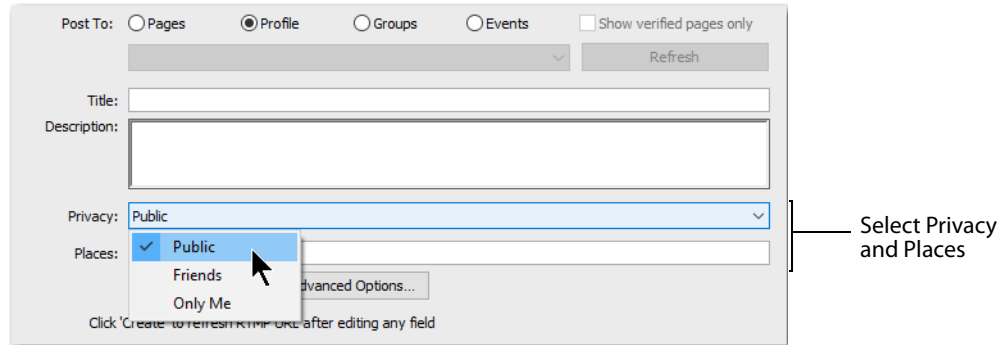 Post To: Pages Profile Groups Events Show verified pages only
Refresh
Title:
Description:
Privacy: Public
Public
Places:
Friends
Advanced Options...
Only Me
Click 'Create' to refresh RTMP URL after editing any field
Select Privacy
and Places